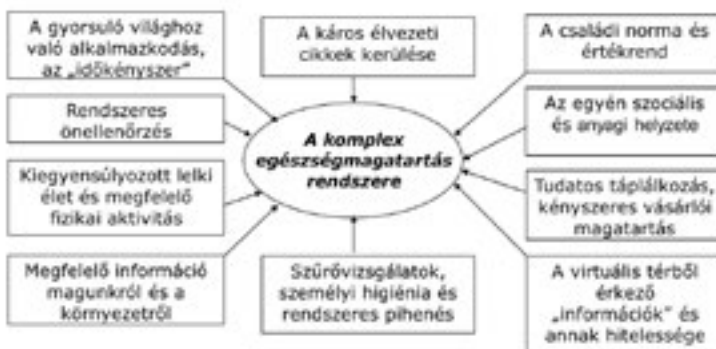 A gyorsuló világhoz
való alkalmazkodás,
az „időkényszer”
A káros élvezeti
cikkek kerülése
A családi norma és
értékrend
Rendszeres
önellenőrzés
A komplex
egészségmagatartás
rendszere
Az egyén szociális
és anyagi helyzete
Kiegyensúlyozott lelki
élet és megfelelő
fizikai aktivitás
Tudatos táplálkozás,
kényszeres vásárlói
magatartás
Megfelelő információ
magunkról és a
környezetről
Szűrővizsgálatok,
személyi higiénia és
rendszeres pihenés
A virtuális térből
érkező
„információk” és
annak hitelessége